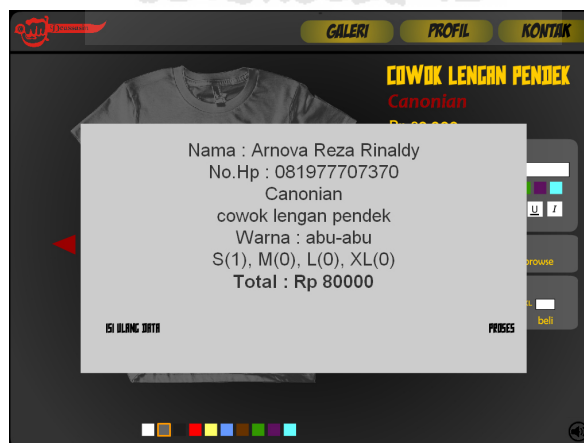 GALERI
PROFIL
KONTAK
COWOK LENGAN PENDEK
Canonian
Nama : Arnova Reza Rinaldy
No.Hp : 081977707370
Canonian
cowok lengan pendek
Warna : abu-abu
S(1), M(0), L(0), XL(0)
Total : Rp 80000
ISI ULANG DATA
PROSES
U
I
browse
XL
beli